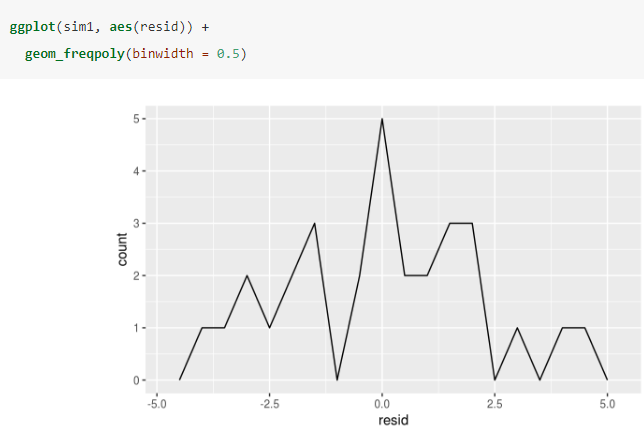 ggplot(sim1, aes(resid)) +
  geom_freqpoly(binwidth = 0.5)
5
4
3
2
1
0
count
-5.0 -2.5 0.0 2.5 5.0
resid